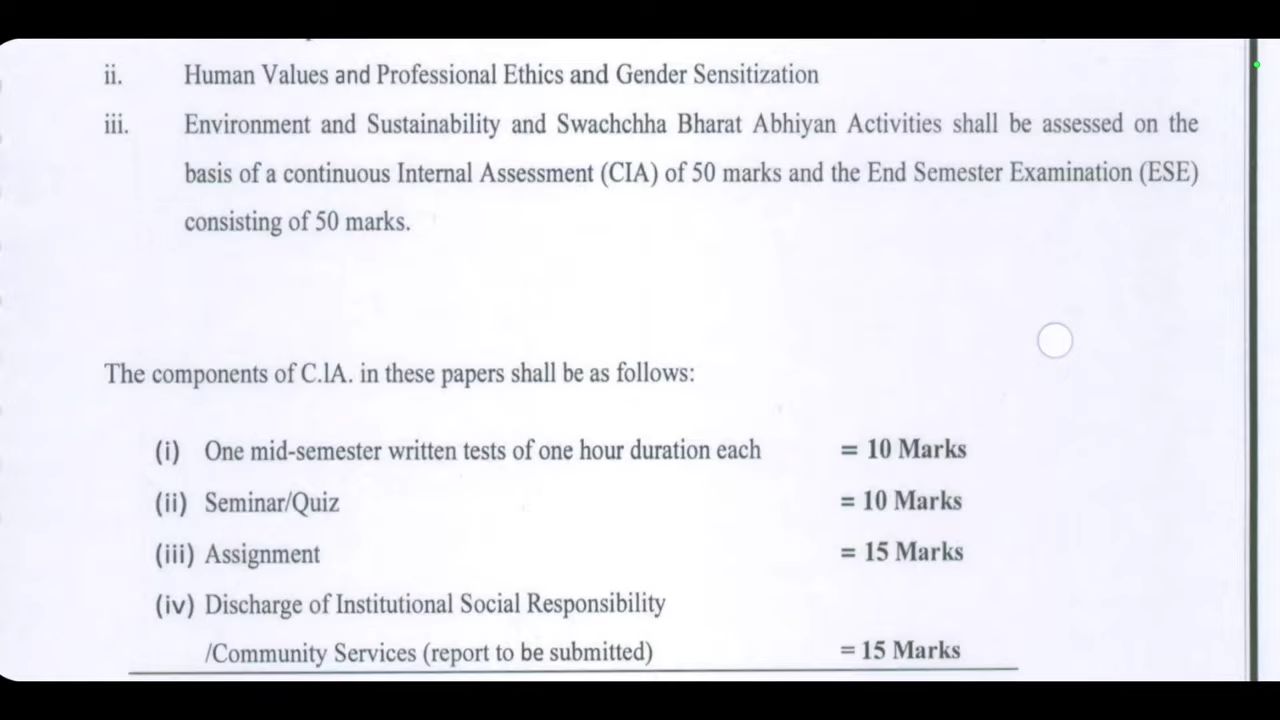 ii. Human Values and Professional Ethics and Gender Sensitization
iii. Environment and Sustainability and Swachchha Bharat Abhiyan Activities shall be assessed on the
basis of a continuous Internal Assessment (CIA) of 50 marks and the End Semester Examination (ESE)
consisting of 50 marks.
The components of C.IA. in these papers shall be as follows:
(i) One mid-semester written tests of one hour duration each = 10 Marks
(ii) Seminar/Quiz = 10 Marks
(iii) Assignment = 15 Marks
(iv) Discharge of Institutional Social Responsibility
/Community Services (report to be submitted) = 15 Marks